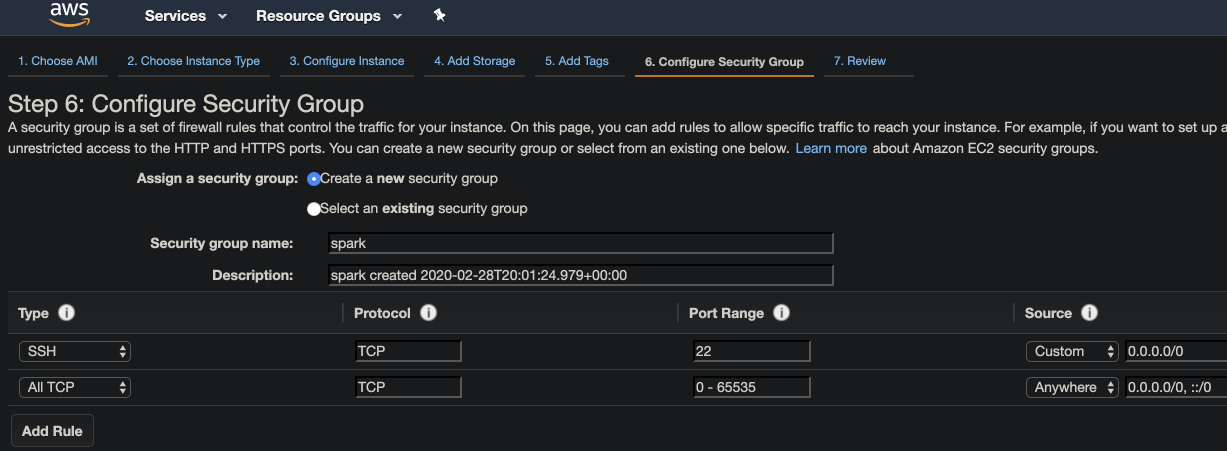 aws
Services Resource Groups
1. Choose AMI 2. Choose Instance Type 3. Configure Instance 4. Add Storage 5. Add Tags 6. Configure Security Group 7. Review
Step 6: Configure Security Group
A security group is a set of firewall rules that control the traffic for your instance. On this page, you can add rules to allow specific traffic to reach your instance. For example, if you want to set up a
unrestricted access to the HTTP and HTTPS ports. You can create a new security group or select from an existing one below. Learn more about Amazon EC2 security groups.
Assign a security group: Create a new security group
Select an existing security group
Security group name: spark
Description: spark created 2020-02-28T20:01:24.979+00:00
Type i Protocol i Port Range i Source i
SSH TCP 22 Custom 0.0.0.0/0
All TCP TCP 0 - 65535 Anywhere 0.0.0.0/0, ::/0
Add Rule